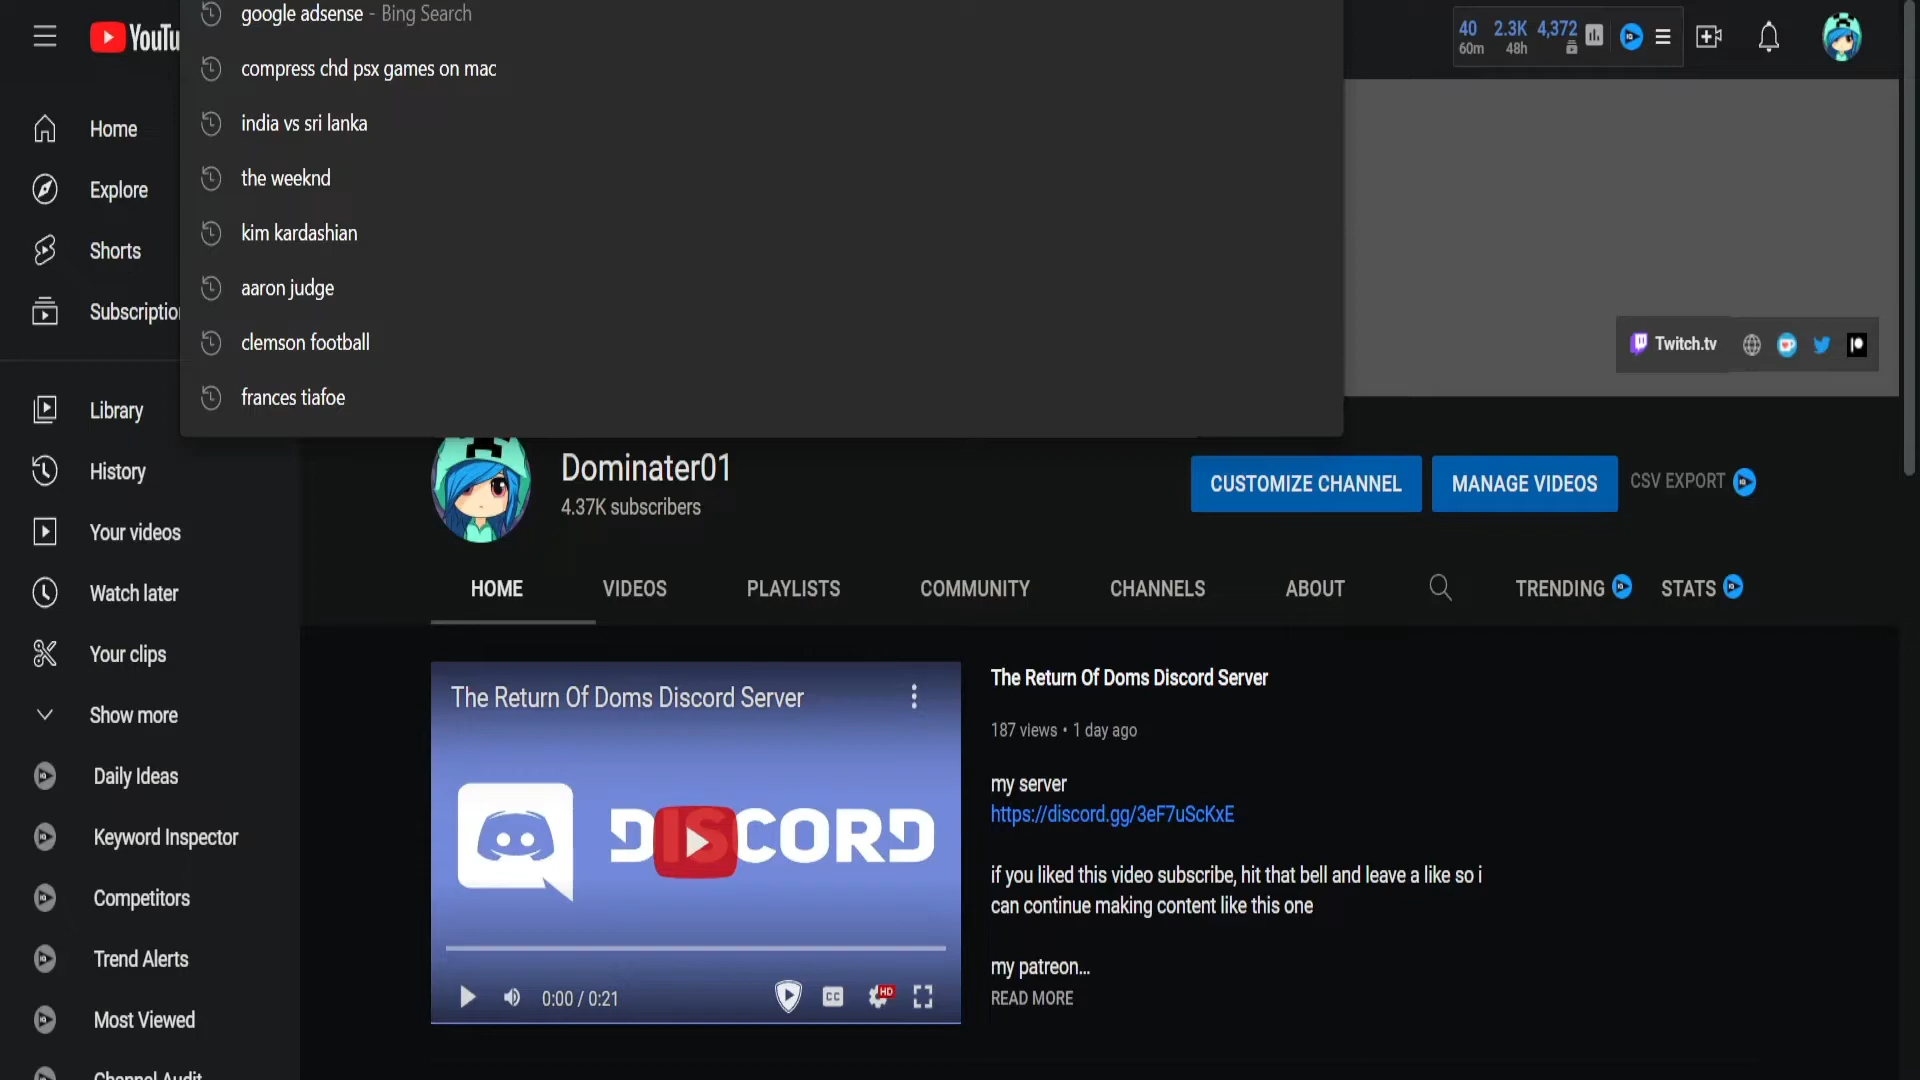 YouTu
google adsense - Bing Search
compress chd psx games on mac
india vs sri lanka
the weeknd
kim kardashian
aaron judge
clemson football
frances tiafoe
40 2.3K 4,372
60m 48h
Home
Explore
Shorts
Subscription
Library
History
Your videos
Watch later
Your clips
Show more
Daily Ideas
Keyword Inspector
Competitors
Trend Alerts
Most Viewed
Channel Audit
Twitch.tv
Dominater01
4.37K subscribers
CUSTOMIZE CHANNEL
MANAGE VIDEOS
CSV EXPORT
HOME VIDEOS PLAYLISTS COMMUNITY CHANNELS ABOUT TRENDING STATS
The Return Of Doms Discord Server
DISCORD
0:00 / 0:21
CC
HD
The Return Of Doms Discord Server
187 views • 1 day ago
my server
https://discord.gg/3eF7uScKxE
if you liked this video subscribe, hit that bell and leave a like so i
can continue making content like this one
my patreon...
READ MORE